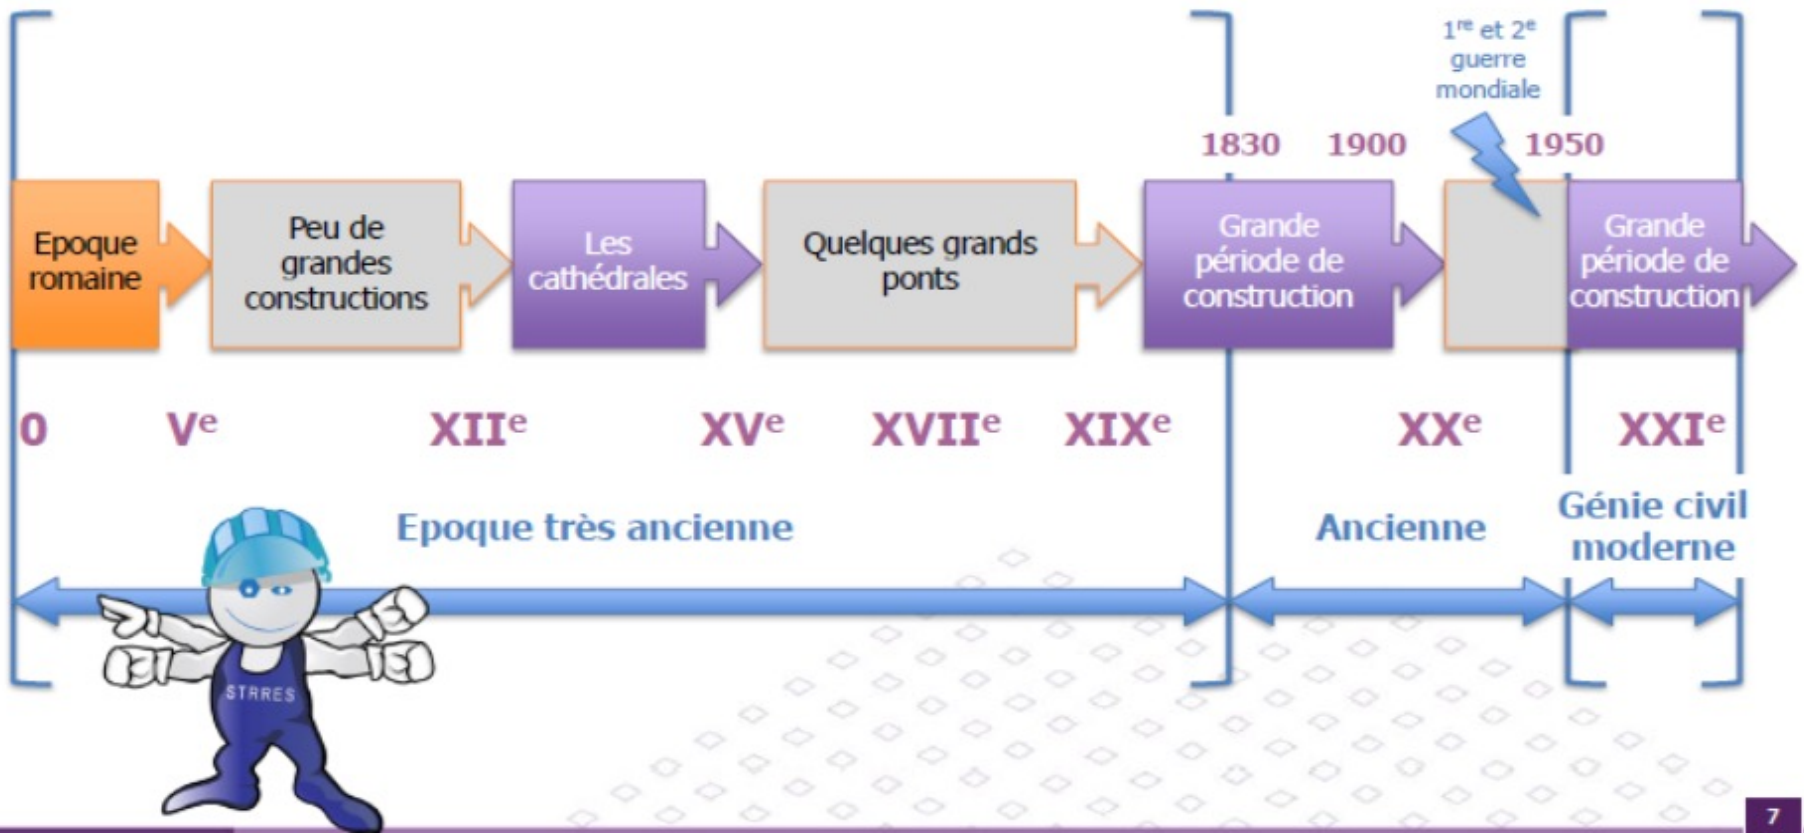 1re et 2e
guerre
mondiale
1830 1900 1950
Epoque
romaine
Peu de
grandes
constructions
Les
cathédrales
Quelques grands
ponts
Grande
période de
construction
Grande
période de
construction
0 Ve XIIe XVe XVIIe XIXe XXe XXIe
Epoque très ancienne
Ancienne
Génie civil
moderne
STRRES
7